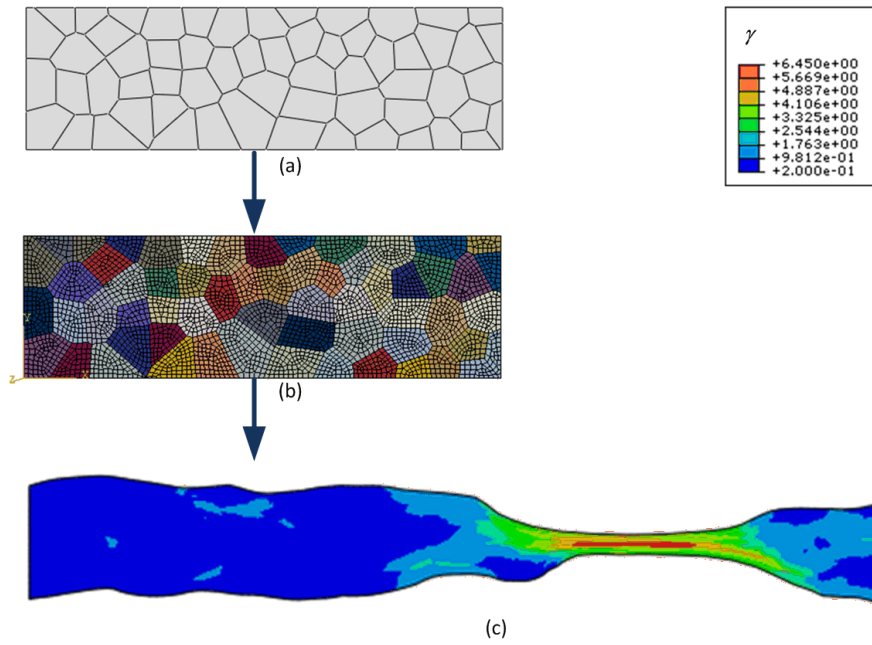 γ
+6.450e+00
+5.669e+00
+4.887e+00
+4.106e+00
+3.325e+00
+2.544e+00
+1.763e+00
+9.812e-01
+2.000e-01
(a)
Y
Z X
(b)
(c)